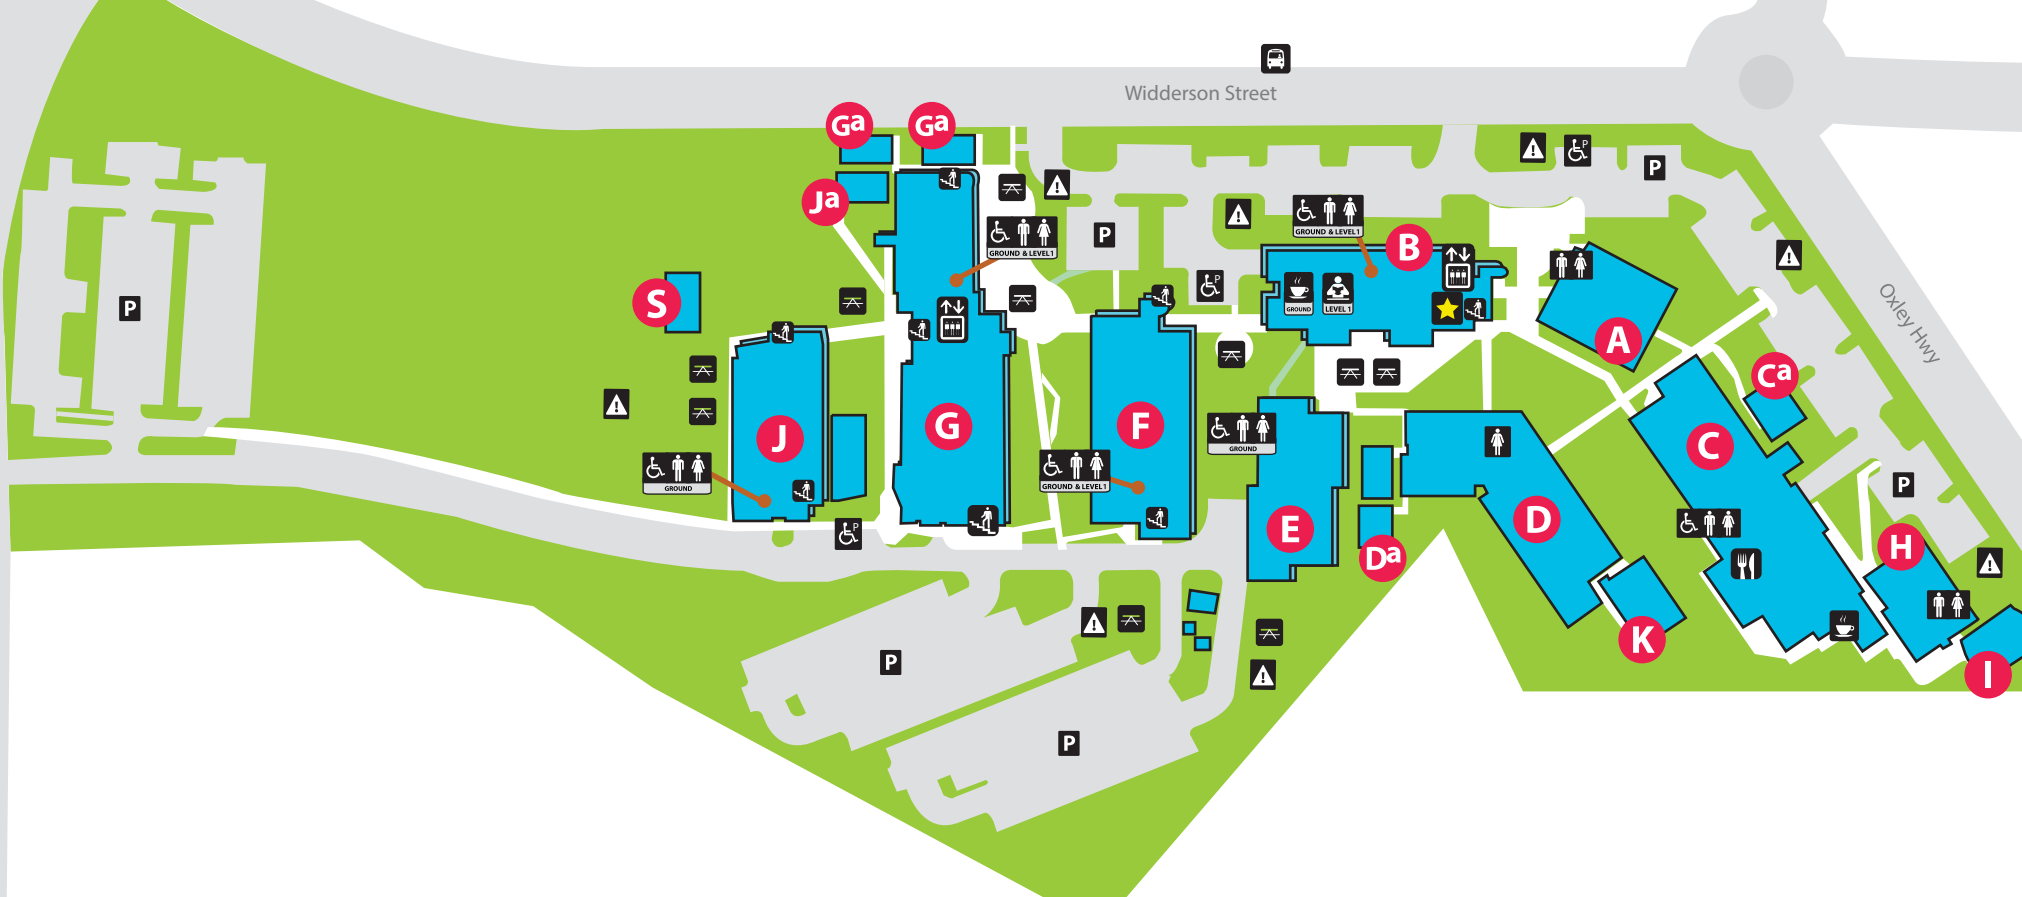 Widderson Street
Ga
Ga
P
P
Ja
GROUND & LEVEL 1
P
GROUND & LEVEL 1
B
P
P
S
GROUND
LEVEL 1
A
Oxley Hwy
Ca
J
G
F
GROUND
C
GROUND
GROUND & LEVEL 1
P
E
D
P
Da
H
K
I
P
P
P